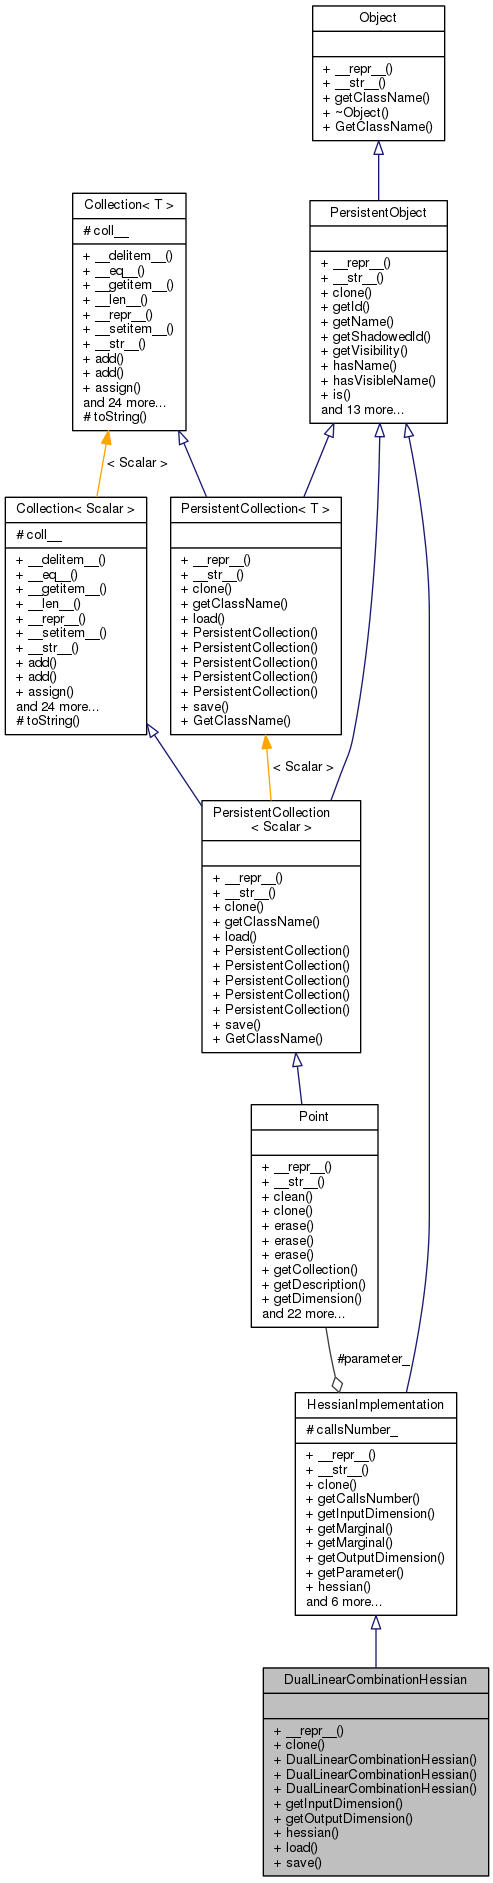 Object
+ __repr__()
+ __str__()
+ getClassName()
+ ~Object()
+ GetClassName()
Collection< T >
# coll__
+ __delitem__()
+ __eq__()
+ __getitem__()
+ __len__()
+ __repr__()
+ __setitem__()
+ __str__()
+ add()
+ add()
+ assign()
and 24 more...
# toString()
PersistentObject
+ __repr__()
+ __str__()
+ clone()
+ getId()
+ getName()
+ getShadowedId()
+ getVisibility()
+ hasName()
+ hasVisibleName()
+ is()
and 13 more...
< Scalar >
Collection< Scalar >
# coll__
+ __delitem__()
+ __eq__()
+ __getitem__()
+ __len__()
+ __repr__()
+ __setitem__()
+ __str__()
+ add()
+ add()
+ assign()
and 24 more...
# toString()
PersistentCollection< T >
+ __repr__()
+ __str__()
+ clone()
+ getClassName()
+ load()
+ PersistentCollection()
+ PersistentCollection()
+ PersistentCollection()
+ PersistentCollection()
+ PersistentCollection()
+ save()
+ GetClassName()
< Scalar >
PersistentCollection
< Scalar >
+ __repr__()
+ __str__()
+ clone()
+ getClassName()
+ load()
+ PersistentCollection()
+ PersistentCollection()
+ PersistentCollection()
+ PersistentCollection()
+ PersistentCollection()
+ save()
+ GetClassName()
Point
+ __repr__()
+ __str__()
+ clean()
+ clone()
+ erase()
+ erase()
+ erase()
+ getCollection()
+ getDescription()
+ getDimension()
and 22 more...
#parameter_
HessianImplementation
# callsNumber_
+ __repr__()
+ __str__()
+ clone()
+ getCallsNumber()
+ getInputDimension()
+ getMarginal()
+ getMarginal()
+ getOutputDimension()
+ getParameter()
+ hessian()
and 6 more...
DualLinearCombinationHessian
+ __repr__()
+ clone()
+ DualLinearCombinationHessian()
+ DualLinearCombinationHessian()
+ DualLinearCombinationHessian()
+ getInputDimension()
+ getOutputDimension()
+ hessian()
+ load()
+ save()